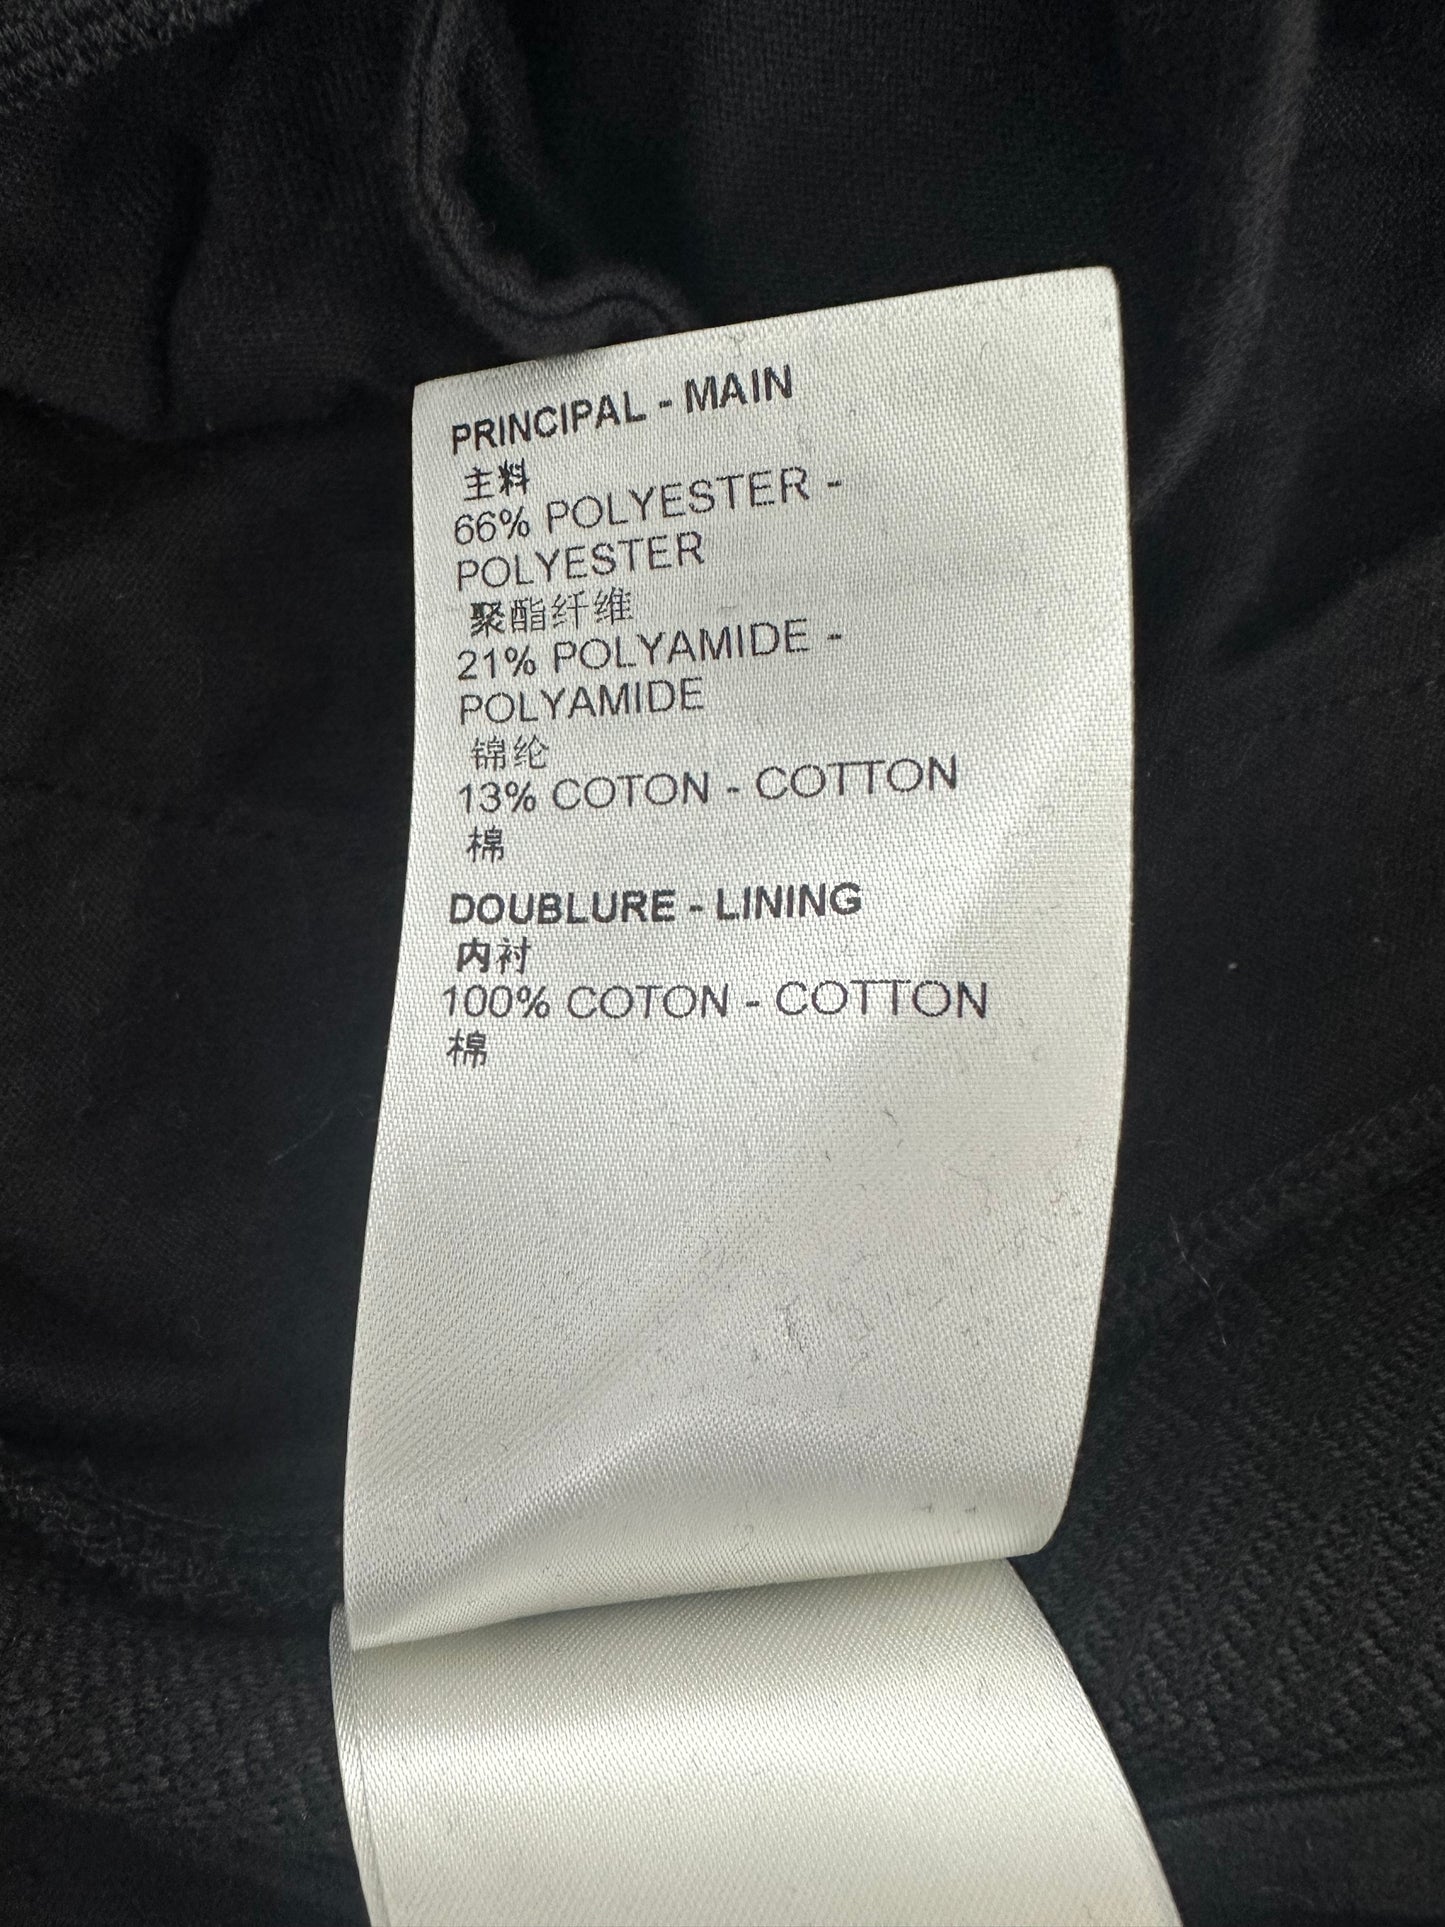 PRINCIPAL - MAIN
主料
66% POLYESTER -
POLYESTER
聚酯纤维
21% POLYAMIDE -
POLYAMIDE
锦纶
13% COTON - COTTON
棉
DOUBLURE - LINING
内衬
100% COTON - COTTON
棉